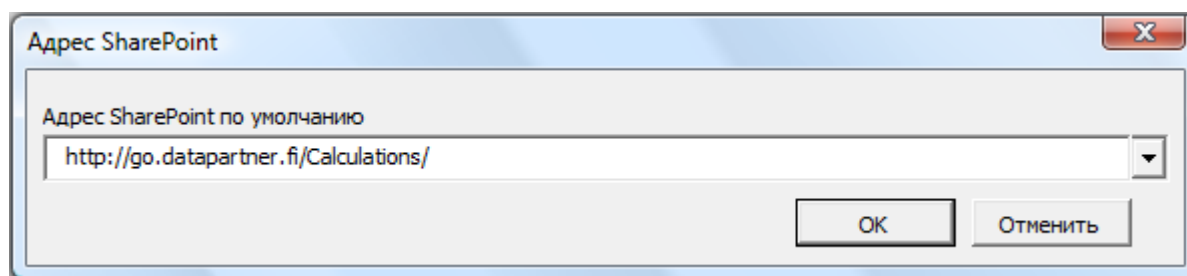 Адрес SharePoint
Адрес SharePoint по умолчанию
http://go.datapartner.fi/Calculations/
OK
Отменить